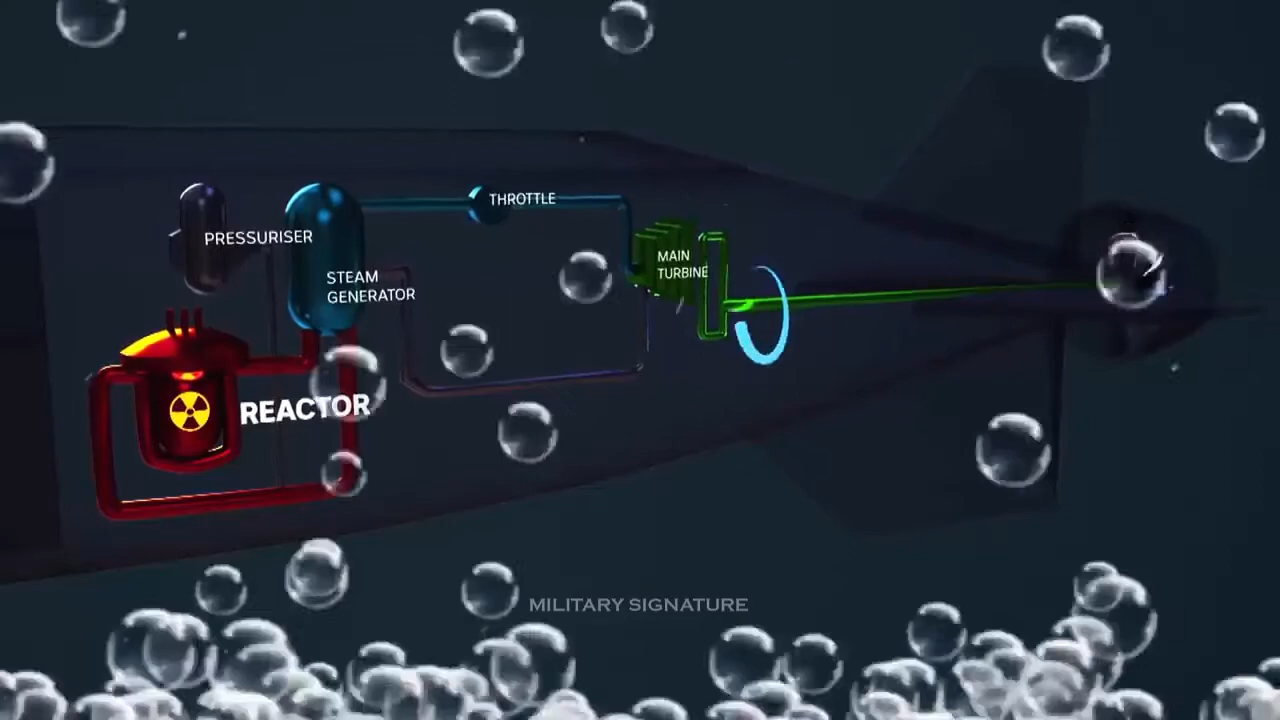 THROTTLE
PRESSURISER
MAIN
TURBINE
STEAM
GENERATOR
REACTOR
MILITARY SIGNATURE